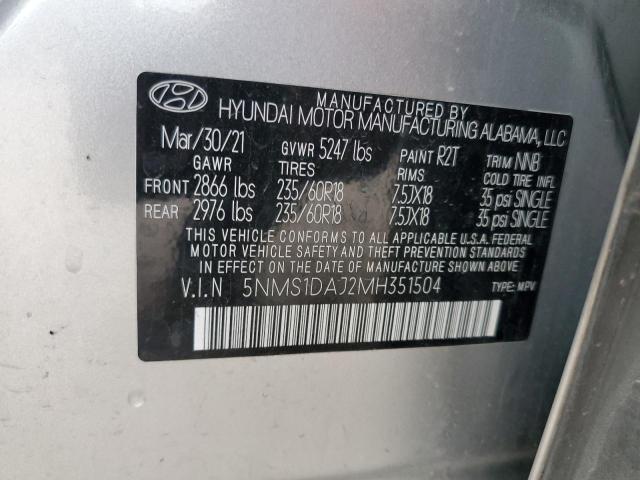 MANUFACTURED BY
HYUNDAI MOTOR MANUFACTURING ALABAMA, LLC
Mar/30/21 GVWR 5247 lbs PAINT R2T TRIM NNB
GAWR TIRES RIMS COLD TIRE INFL
FRONT 2866 lbs 235/60R18 7.5JX18 35 psi SINGLE
REAR 2976 lbs 235/60R18 7.5JX18 35 psi SINGLE
THIS VEHICLE CONFORMS TO ALL APPLICABLE U.S.A. FEDERAL
MOTOR VEHICLE SAFETY AND THEFT PREVENTION STANDARDS
IN EFFECT ON THE DATE OF MANUFACTURE SHOWN ABOVE.
V.I.N 5NMS1DAJ2MH351504 TYPE: MPV